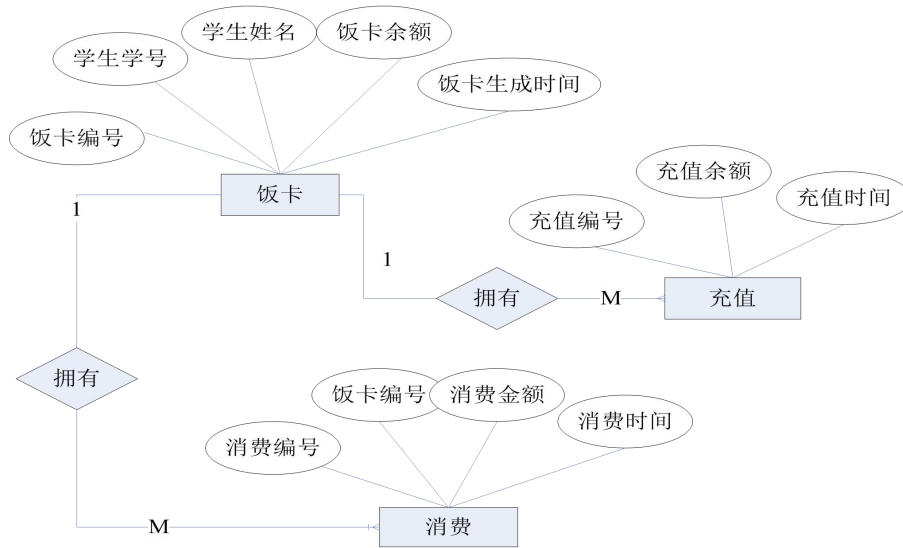 学生姓名
饭卡余额
学生学号
饭卡生成时间
饭卡编号
饭卡
充值余额
充值时间
充值编号
1
1
拥有
M
充值
拥有
饭卡编号
消费金额
消费时间
消费编号
M
消费